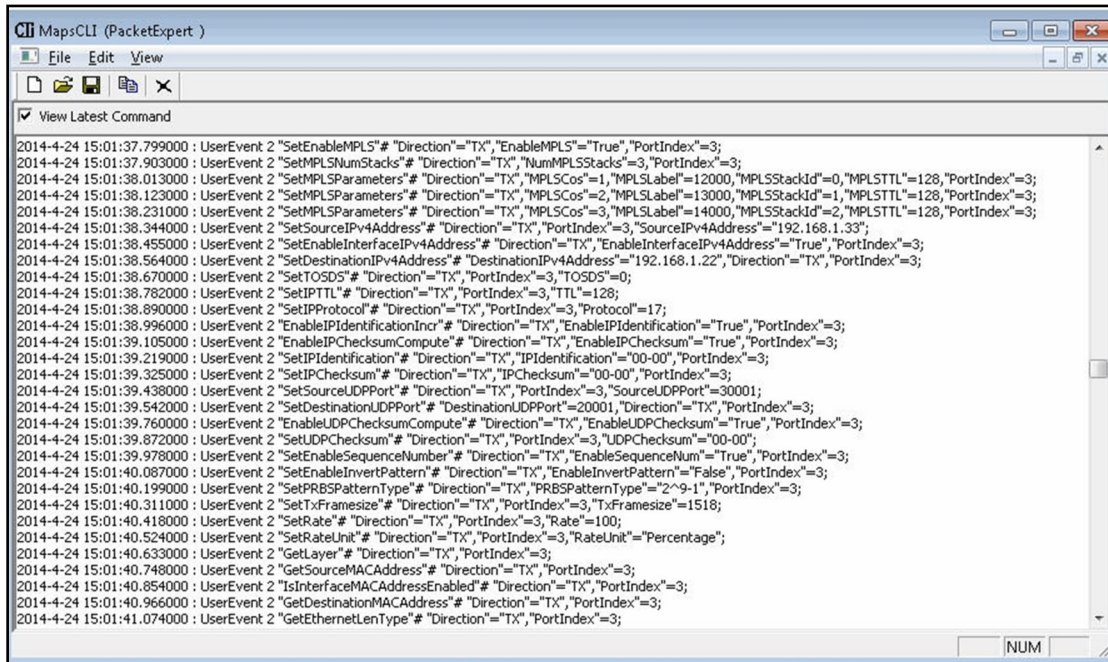 CTi MapsCLI (PacketExpert )
File Edit View
View Latest Command
2014-4-24 15:01:37.799000 : UserEvent 2 "SetEnableMPLS"# "Direction"="TX","EnableMPLS"="True","PortIndex"=3;
2014-4-24 15:01:37.903000 : UserEvent 2 "SetMPLSNumStacks"# "Direction"="TX","NumMPLSStacks"=3,"PortIndex"=3;
2014-4-24 15:01:38.013000 : UserEvent 2 "SetMPLSParameters"# "Direction"="TX","MPLSCos"=1,"MPLSLabel"=12000,"MPLSStackId"=0,"MPLSTTL"=128,"PortIndex"=3;
2014-4-24 15:01:38.123000 : UserEvent 2 "SetMPLSParameters"# "Direction"="TX","MPLSCos"=2,"MPLSLabel"=13000,"MPLSStackId"=1,"MPLSTTL"=128,"PortIndex"=3;
2014-4-24 15:01:38.231000 : UserEvent 2 "SetMPLSParameters"# "Direction"="TX","MPLSCos"=3,"MPLSLabel"=14000,"MPLSStackId"=2,"MPLSTTL"=128,"PortIndex"=3;
2014-4-24 15:01:38.344000 : UserEvent 2 "SetSourceIPv4Address"# "Direction"="TX","PortIndex"=3,"SourceIPv4Address"="192.168.1.33";
2014-4-24 15:01:38.455000 : UserEvent 2 "SetEnableInterfaceIPv4Address"# "Direction"="TX","EnableInterfaceIPv4Address"="True","PortIndex"=3;
2014-4-24 15:01:38.564000 : UserEvent 2 "SetDestinationIPv4Address"# "DestinationIPv4Address"="192.168.1.22","Direction"="TX","PortIndex"=3;
2014-4-24 15:01:38.670000 : UserEvent 2 "SetTOSDS"# "Direction"="TX","PortIndex"=3,"TOSDS"=0;
2014-4-24 15:01:38.782000 : UserEvent 2 "SetIPTTL"# "Direction"="TX","PortIndex"=3,"TTL"=128;
2014-4-24 15:01:38.890000 : UserEvent 2 "SetIPProtocol"# "Direction"="TX","PortIndex"=3,"Protocol"=17;
2014-4-24 15:01:38.996000 : UserEvent 2 "EnableIPIdentificationIncr"# "Direction"="TX","EnableIPIdentification"="True","PortIndex"=3;
2014-4-24 15:01:39.105000 : UserEvent 2 "EnableIPChecksumCompute"# "Direction"="TX","EnableIPChecksum"="True","PortIndex"=3;
2014-4-24 15:01:39.219000 : UserEvent 2 "SetIPIdentification"# "Direction"="TX","IPIdentification"="00-00","PortIndex"=3;
2014-4-24 15:01:39.325000 : UserEvent 2 "SetIPChecksum"# "Direction"="TX","IPChecksum"="00-00","PortIndex"=3;
2014-4-24 15:01:39.438000 : UserEvent 2 "SetSourceUDPPort"# "Direction"="TX","PortIndex"=3,"SourceUDPPort"=30001;
2014-4-24 15:01:39.542000 : UserEvent 2 "SetDestinationUDPPort"# "DestinationUDPPort"=20001,"Direction"="TX","PortIndex"=3;
2014-4-24 15:01:39.760000 : UserEvent 2 "EnableUDPChecksumCompute"# "Direction"="TX","EnableUDPChecksum"="True","PortIndex"=3;
2014-4-24 15:01:39.872000 : UserEvent 2 "SetUDPChecksum"# "Direction"="TX","PortIndex"=3,"UDPChecksum"="00-00";
2014-4-24 15:01:39.978000 : UserEvent 2 "SetEnableSequenceNumber"# "Direction"="TX","EnableSequenceNum"="True","PortIndex"=3;
2014-4-24 15:01:40.087000 : UserEvent 2 "SetEnableInvertPattern"# "Direction"="TX","EnableInvertPattern"="False","PortIndex"=3;
2014-4-24 15:01:40.199000 : UserEvent 2 "SetPRBSPatternType"# "Direction"="TX","PRBSPatternType"="2^9-1","PortIndex"=3;
2014-4-24 15:01:40.311000 : UserEvent 2 "SetTxFramesize"# "Direction"="TX","PortIndex"=3,"TxFramesize"=1518;
2014-4-24 15:01:40.418000 : UserEvent 2 "SetRate"# "Direction"="TX","PortIndex"=3,"Rate"=100;
2014-4-24 15:01:40.524000 : UserEvent 2 "SetRateUnit"# "Direction"="TX","PortIndex"=3,"RateUnit"="Percentage";
2014-4-24 15:01:40.633000 : UserEvent 2 "GetLayer"# "Direction"="TX","PortIndex"=3;
2014-4-24 15:01:40.748000 : UserEvent 2 "GetSourceMACAddress"# "Direction"="TX","PortIndex"=3;
2014-4-24 15:01:40.854000 : UserEvent 2 "IsInterfaceMACAddressEnabled"# "Direction"="TX","PortIndex"=3;
2014-4-24 15:01:40.966000 : UserEvent 2 "GetDestinationMACAddress"# "Direction"="TX","PortIndex"=3;
2014-4-24 15:01:41.074000 : UserEvent 2 "GetEthernetLenType"# "Direction"="TX","PortIndex"=3;
NUM